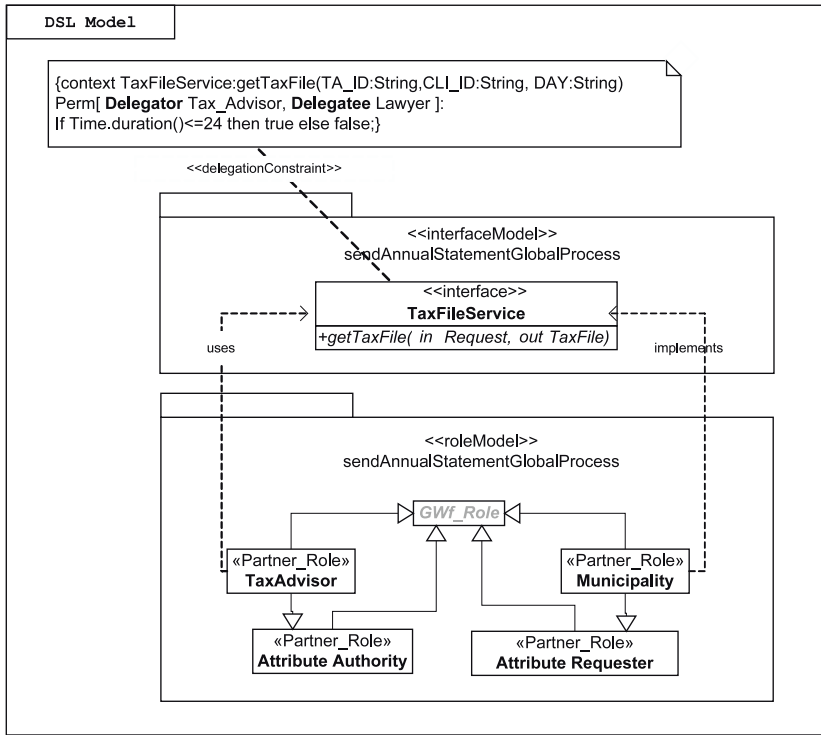 DSL Model
{context TaxFileService:getTaxFile(TA_ID:String,CLI_ID:String, DAY:String)
Perm[ Delegator Tax_Advisor, Delegatee Lawyer ]:
If Time.duration()<=24 then true else false;}
<<delegationConstraint>>
<<interfaceModel>>
sendAnnualStatementGlobalProcess
<<interface>>
TaxFileService
+getTaxFile( in Request, out TaxFile)
uses
implements
<<roleModel>>
sendAnnualStatementGlobalProcess
GWf_Role
«Partner_Role»
TaxAdvisor
«Partner_Role»
Municipality
«Partner_Role»
Attribute Authority
«Partner_Role»
Attribute Requester